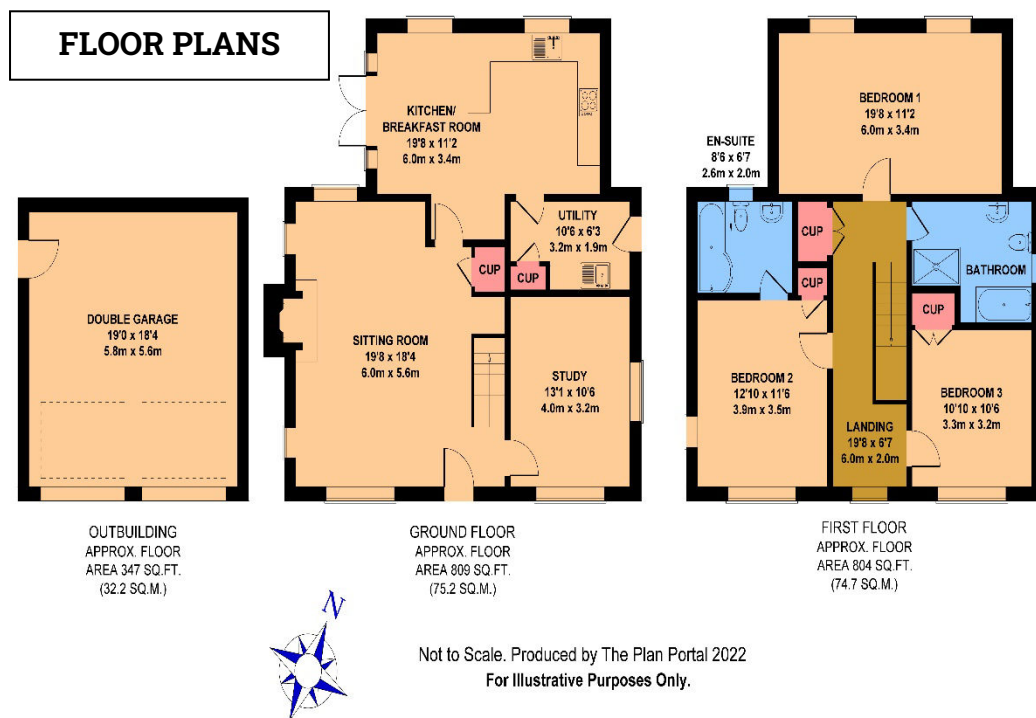 FLOOR PLANS
KITCHEN/
BREAKFAST ROOM
19'8 x 11'2
6.0m x 3.4m
UTILITY
10'6 x 6'3
3.2m x 1.9m
CUP
CUP
SITTING ROOM
19'8 x 18'4
6.0m x 5.6m
STUDY
13'1 x 10'6
4.0m x 3.2m
DOUBLE GARAGE
19'0 x 18'4
5.8m x 5.6m
BEDROOM 1
19'8 x 11'2
6.0m x 3.4m
EN-SUITE
8'6 x 6'7
2.6m x 2.0m
CUP
CUP
BATHROOM
CUP
BEDROOM 2
12'10 x 11'6
3.9m x 3.5m
BEDROOM 3
10'10 x 10'6
3.3m x 3.2m
LANDING
19'8 x 6'7
6.0m x 2.0m
OUTBUILDING
APPROX. FLOOR
AREA 347 SQ.FT.
(32.2 SQ.M.)
GROUND FLOOR
APPROX. FLOOR
AREA 809 SQ.FT.
(75.2 SQ.M.)
FIRST FLOOR
APPROX. FLOOR
AREA 804 SQ.FT.
(74.7 SQ.M.)
N
Not to Scale. Produced by The Plan Portal 2022
For Illustrative Purposes Only.